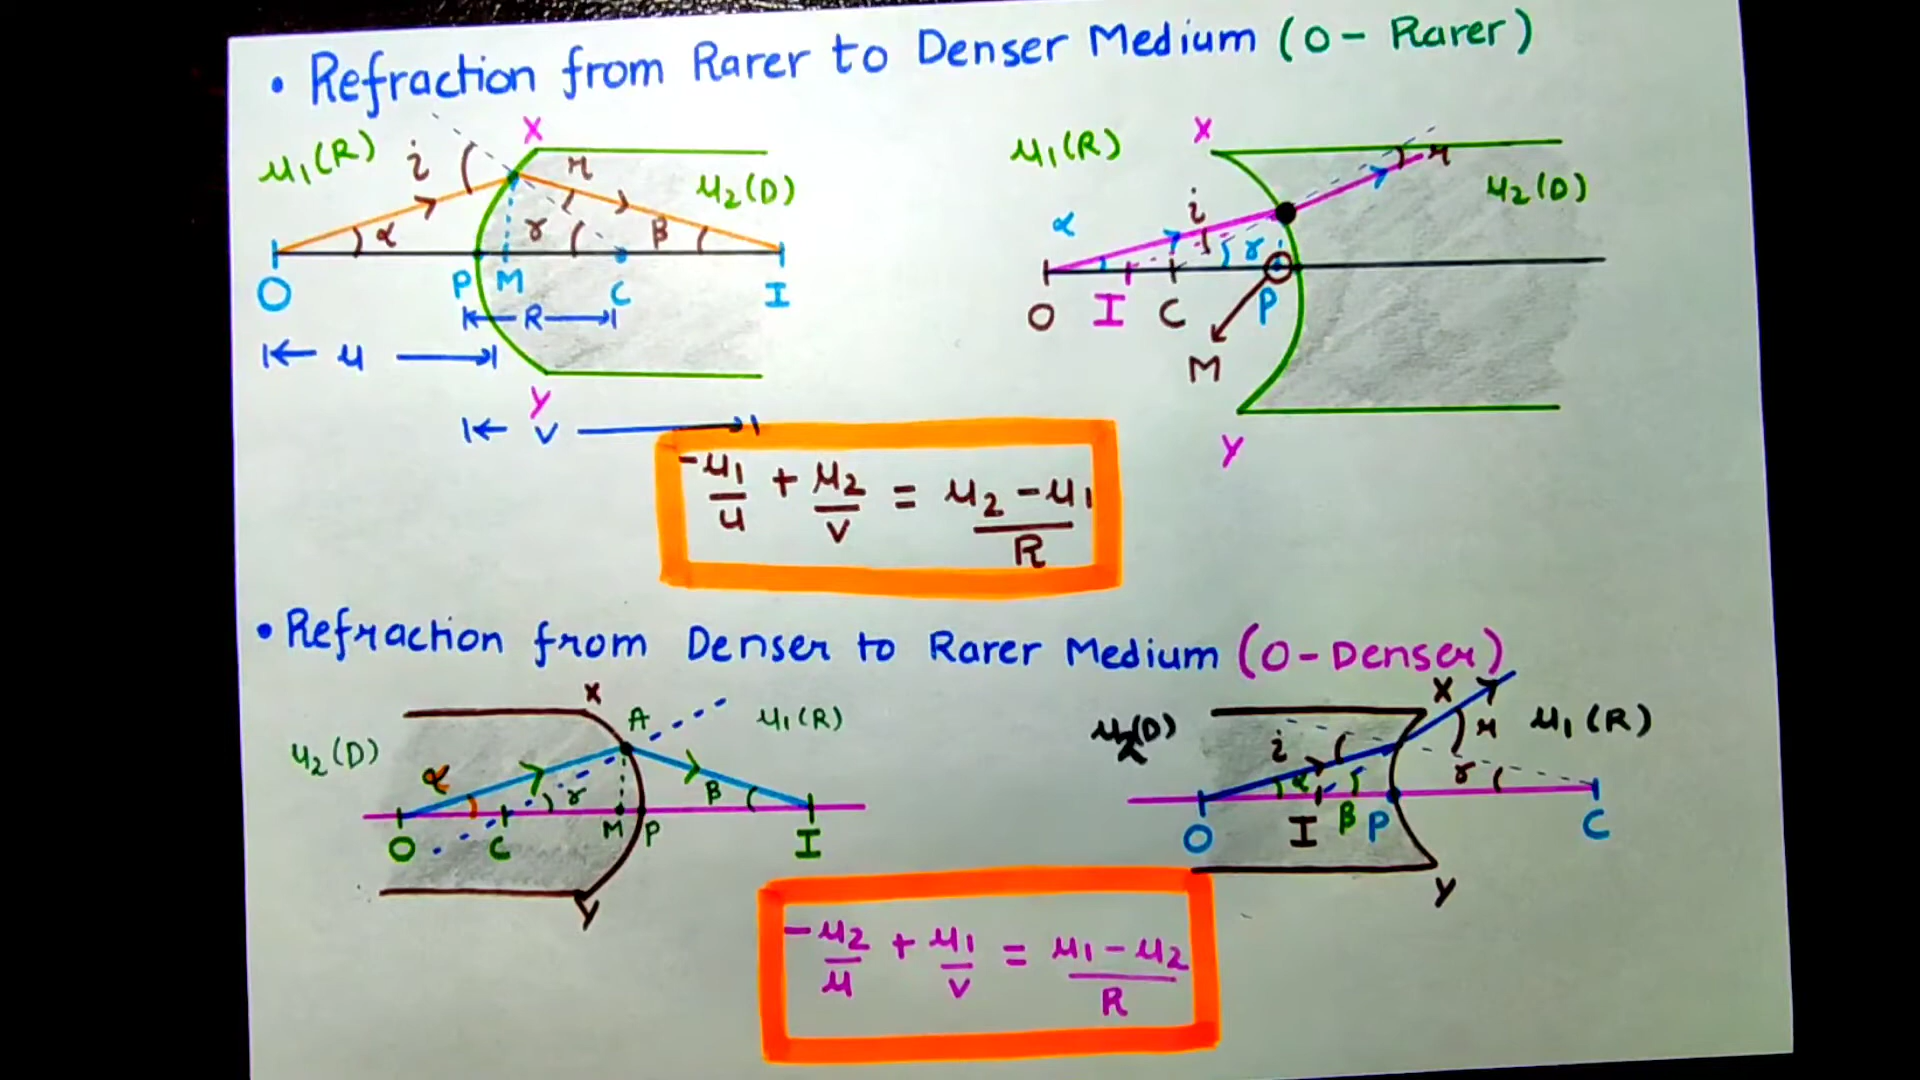 • Refraction from Rarer to Denser Medium (O - Rarer)
X
μ₁(R) i r μ₂(D)
α γ β
O P M C I
R
u
Y
v
X
μ₁(R) r μ₂(D)
α i γ
O I C P
M
Y
-μ₁/u + μ₂/v = μ₂ - μ₁/R
• Refraction from Denser to Rarer Medium (O - Denser)
X A μ₁(R)
μ₂(D)
α γ β
O C M P I
Y
X
μ₂(D) i r μ₁(R)
α γ
O I β P C
Y
-μ₂/u + μ₁/v = μ₁ - μ₂/R